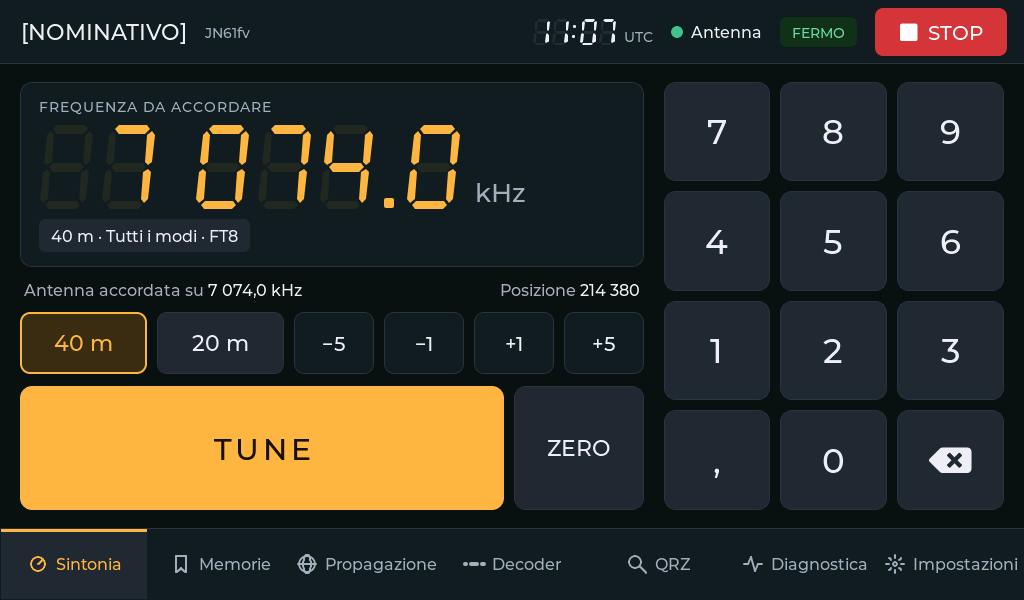 [NOMINATIVO] JN61fv 11:07 UTC Antenna FERMO STOP
FREQUENZA DA ACCORDARE
7 074.0 kHz
40 m · Tutti i modi · FT8
Antenna accordata su 7 074,0 kHz Posizione 214 380
40 m 20 m −5 −1 +1 +5
TUNE ZERO
7 8 9
4 5 6
1 2 3
, 0
Sintonia Memorie Propagazione Decoder QRZ Diagnostica Impostazioni